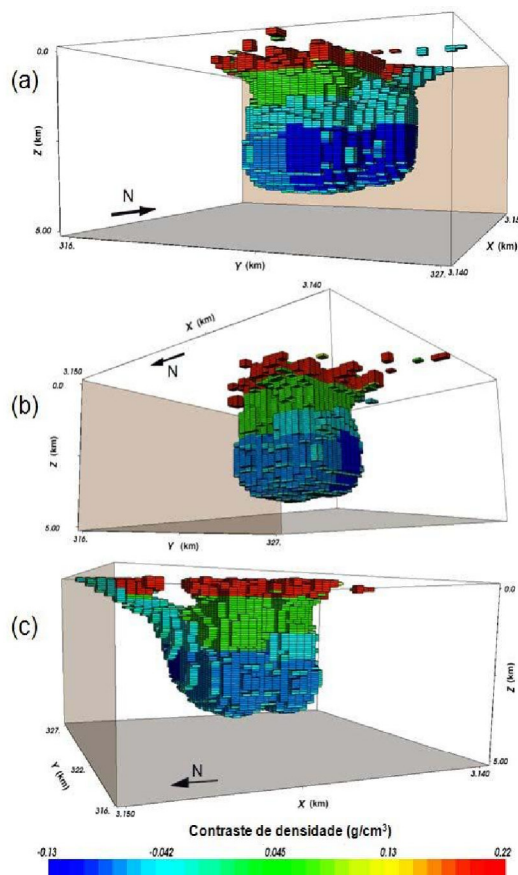 (a)
0.0
Z (km)
5.00
316.
N
Y (km)
327.
3.140
X (km)
3.15
(b)
3.140
X (km)
3.150
N
0.0
Z (km)
5.00
316.
Y (km)
327.
(c)
0.0
Z (km)
5.00
327.
322.
Y (km)
316.
3.150
N
X (km)
3.140
Contraste de densidade (g/cm³)
-0.13 -0.042 0.045 0.13 0.22